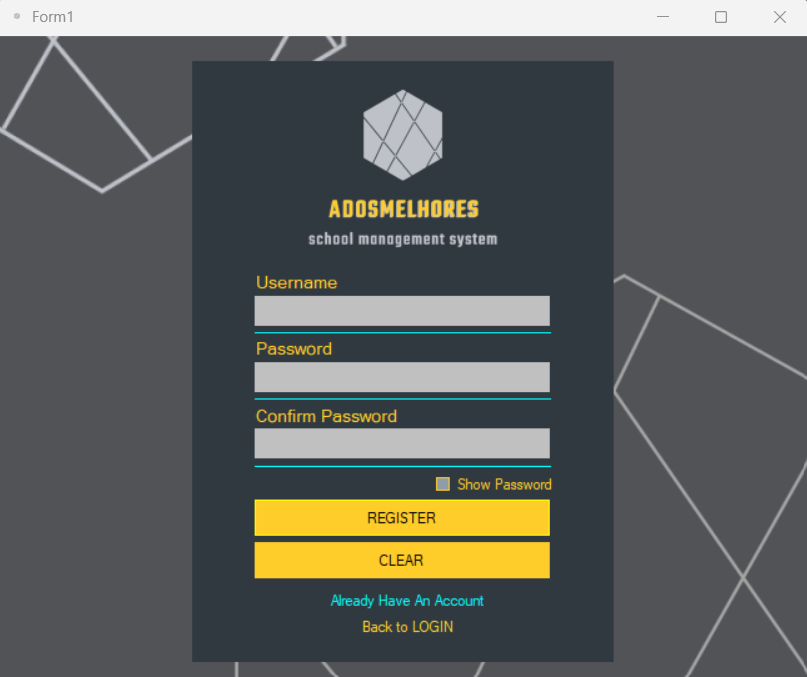 Form1
ADOSMELHORES
school management system
Username
Password
Confirm Password
Show Password
REGISTER
CLEAR
Already Have An Account
Back to LOGIN